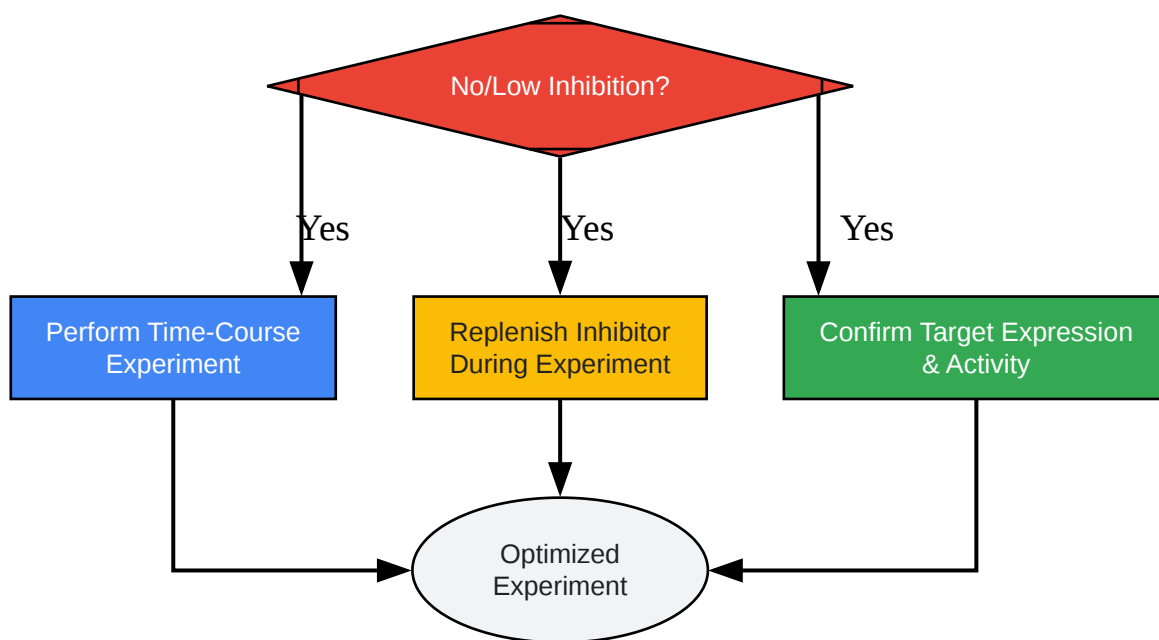 No/Low Inhibition?
Yes
Yes
Yes
Perform Time-Course
Experiment
Replenish Inhibitor
During Experiment
Confirm Target Expression
& Activity
Optimized
Experiment